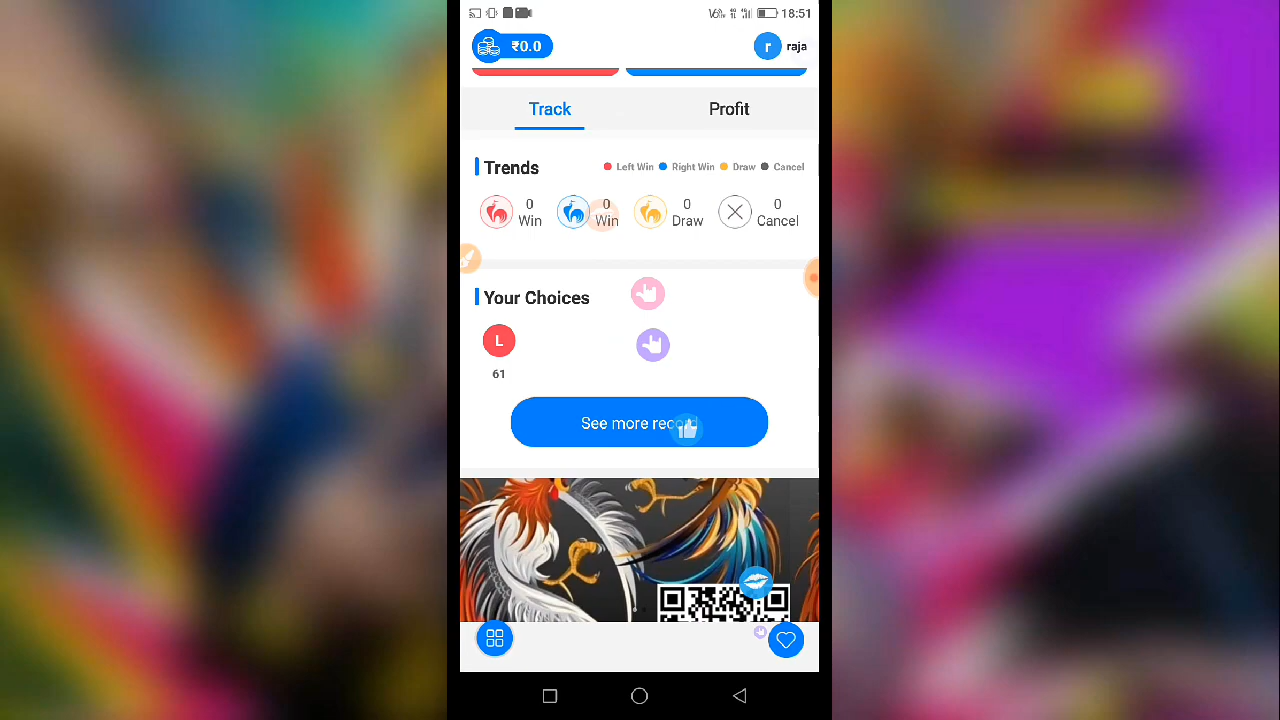 18:51
₹0.0
r raja
Track Profit
Trends Left Win Right Win Draw Cancel
0 0 0 0
Win Win Draw Cancel
Your Choices
L
61
See more record